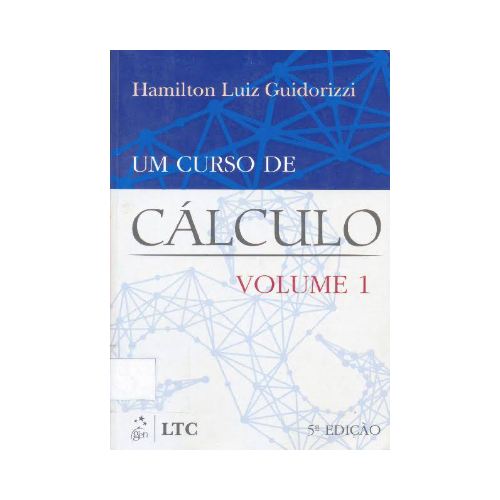 Hamilton Luiz Guidorizzi
UM CURSO DE
CÁLCULO
VOLUME 1
gen
LTC
5ª EDIÇÃO